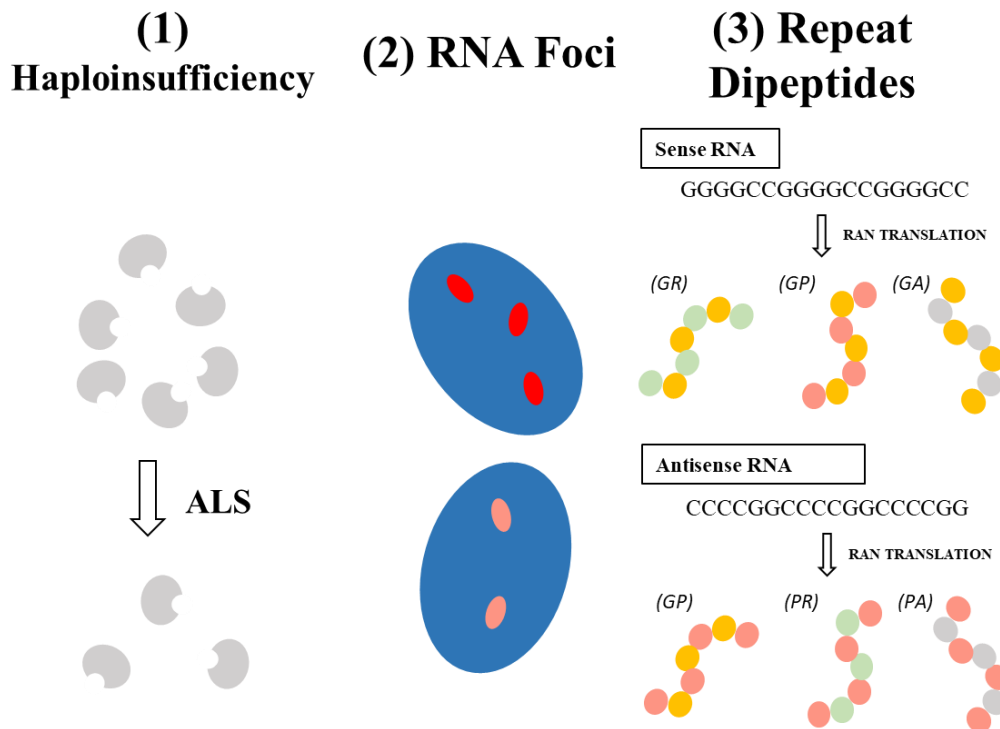 (1)
Haploinsufficiency
(2) RNA Foci
(3) Repeat
Dipeptides
ALS
Sense RNA
GGGGCCGGGGCCGGGGCC
RAN TRANSLATION
(GR)
(GP)
(GA)
Antisense RNA
CCCCGGCCCCGGCCCCGG
RAN TRANSLATION
(GP)
(PR)
(PA)